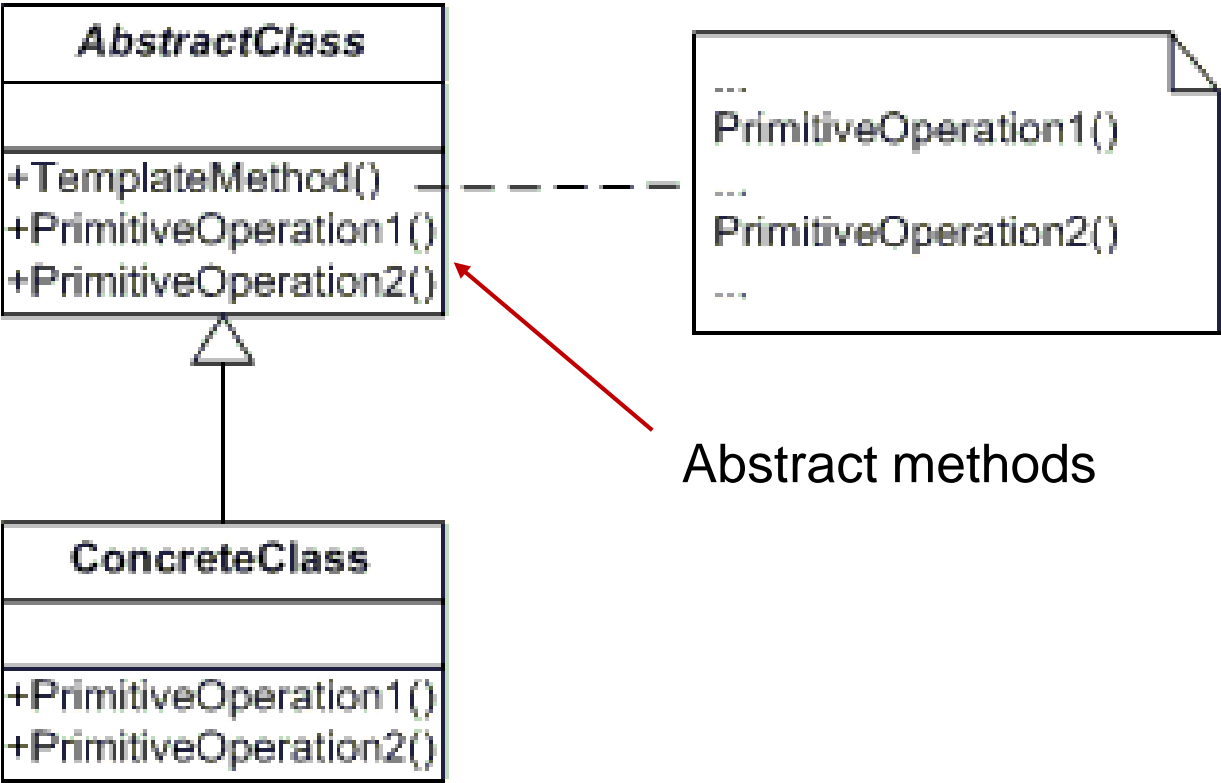 AbstractClass
+TemplateMethod()
+PrimitiveOperation1()
+PrimitiveOperation2()
...
PrimitiveOperation1()
...
PrimitiveOperation2()
...
Abstract methods
ConcreteClass
+PrimitiveOperation1()
+PrimitiveOperation2()